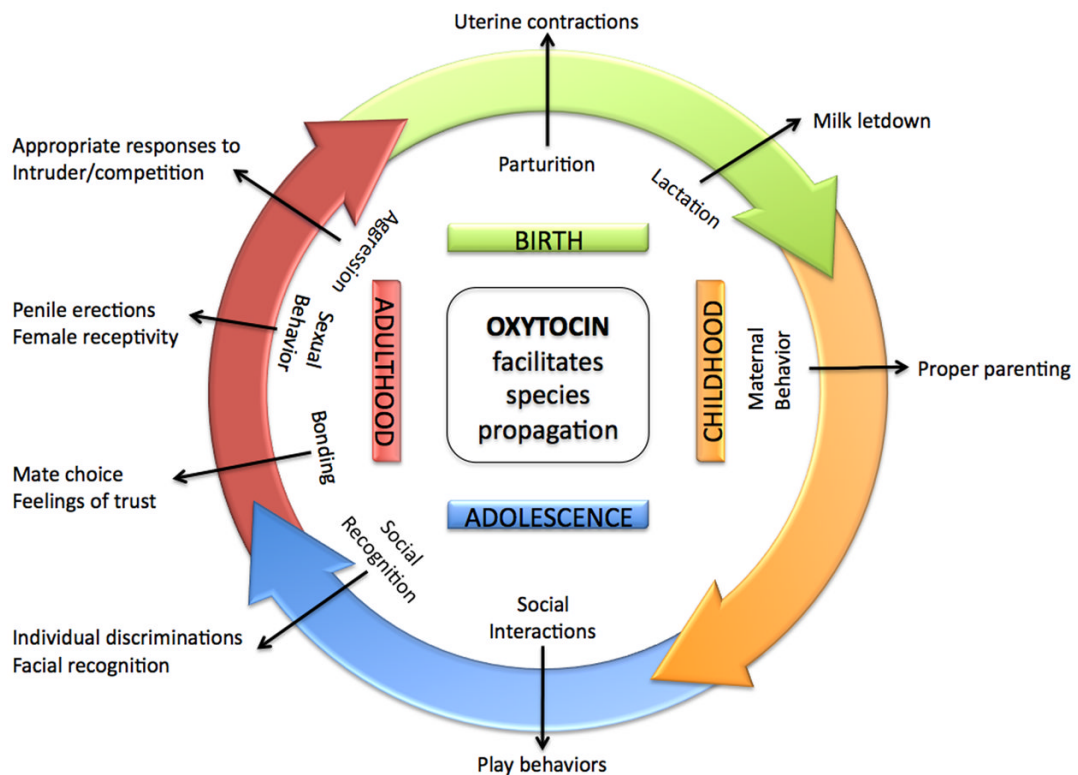 Uterine contractions
Milk letdown
Appropriate responses to
Intruder/competition
Parturition
Lactation
Aggression
BIRTH
Penile erections
Female receptivity
Sexual
Behavior
ADULTHOOD
OXYTOCIN
facilitates
species
propagation
CHILDHOOD
Maternal
Behavior
Proper parenting
Mate choice
Feelings of trust
Bonding
ADOLESCENCE
Social
Recognition
Social
Interactions
Individual discriminations
Facial recognition
Play behaviors